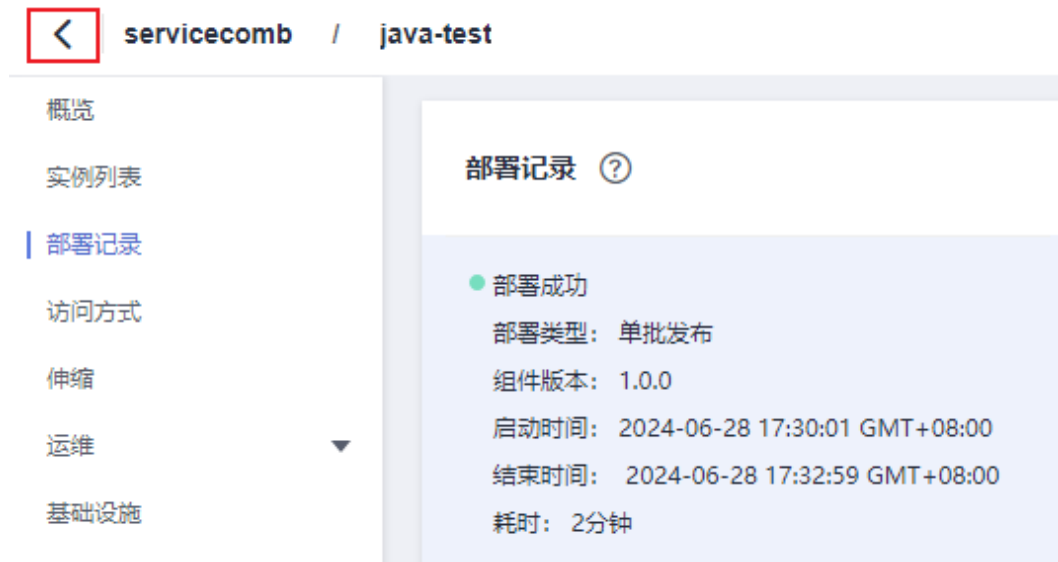 servicecomb / java-test
概览
实例列表
部署记录
访问方式
伸缩
运维
基础设施
部署记录 ?
部署成功
部署类型： 单批发布
组件版本： 1.0.0
启动时间： 2024-06-28 17:30:01 GMT+08:00
结束时间： 2024-06-28 17:32:59 GMT+08:00
耗时： 2分钟